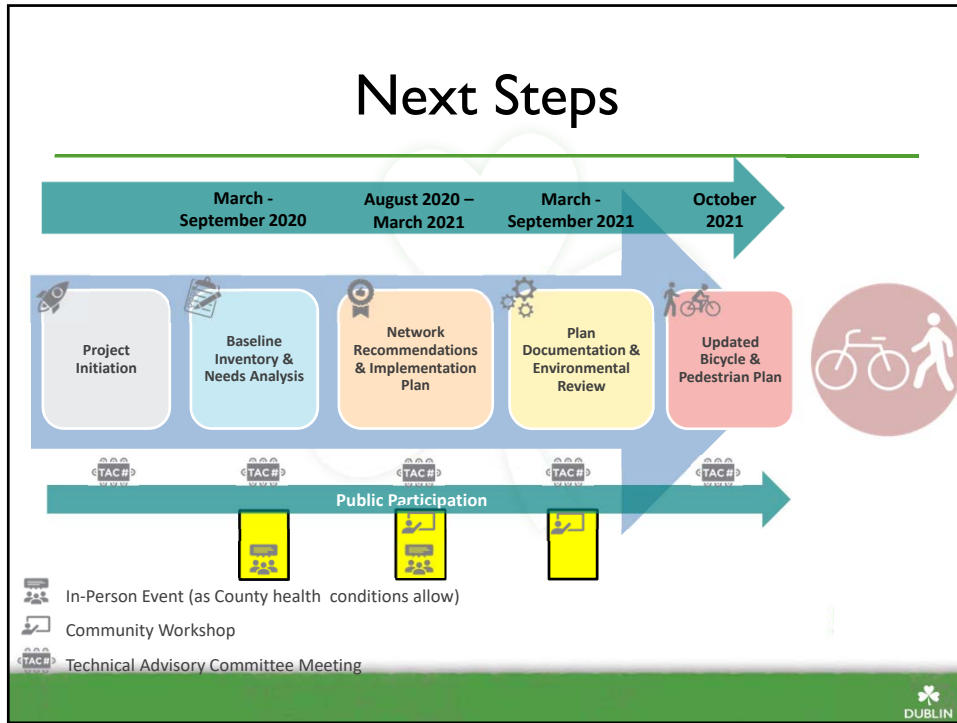 Next Steps
March -
September 2020
August 2020 –
March 2021
March -
September 2021
October
2021
Project
Initiation
Baseline
Inventory &
Needs Analysis
Network
Recommendations
& Implementation
Plan
Plan
Documentation &
Environmental
Review
Updated
Bicycle &
Pedestrian Plan
TAC#
TAC#
TAC#
TAC#
TAC#
Public Participation
In-Person Event (as County health conditions allow)
Community Workshop
TAC#
Technical Advisory Committee Meeting
DUBLIN